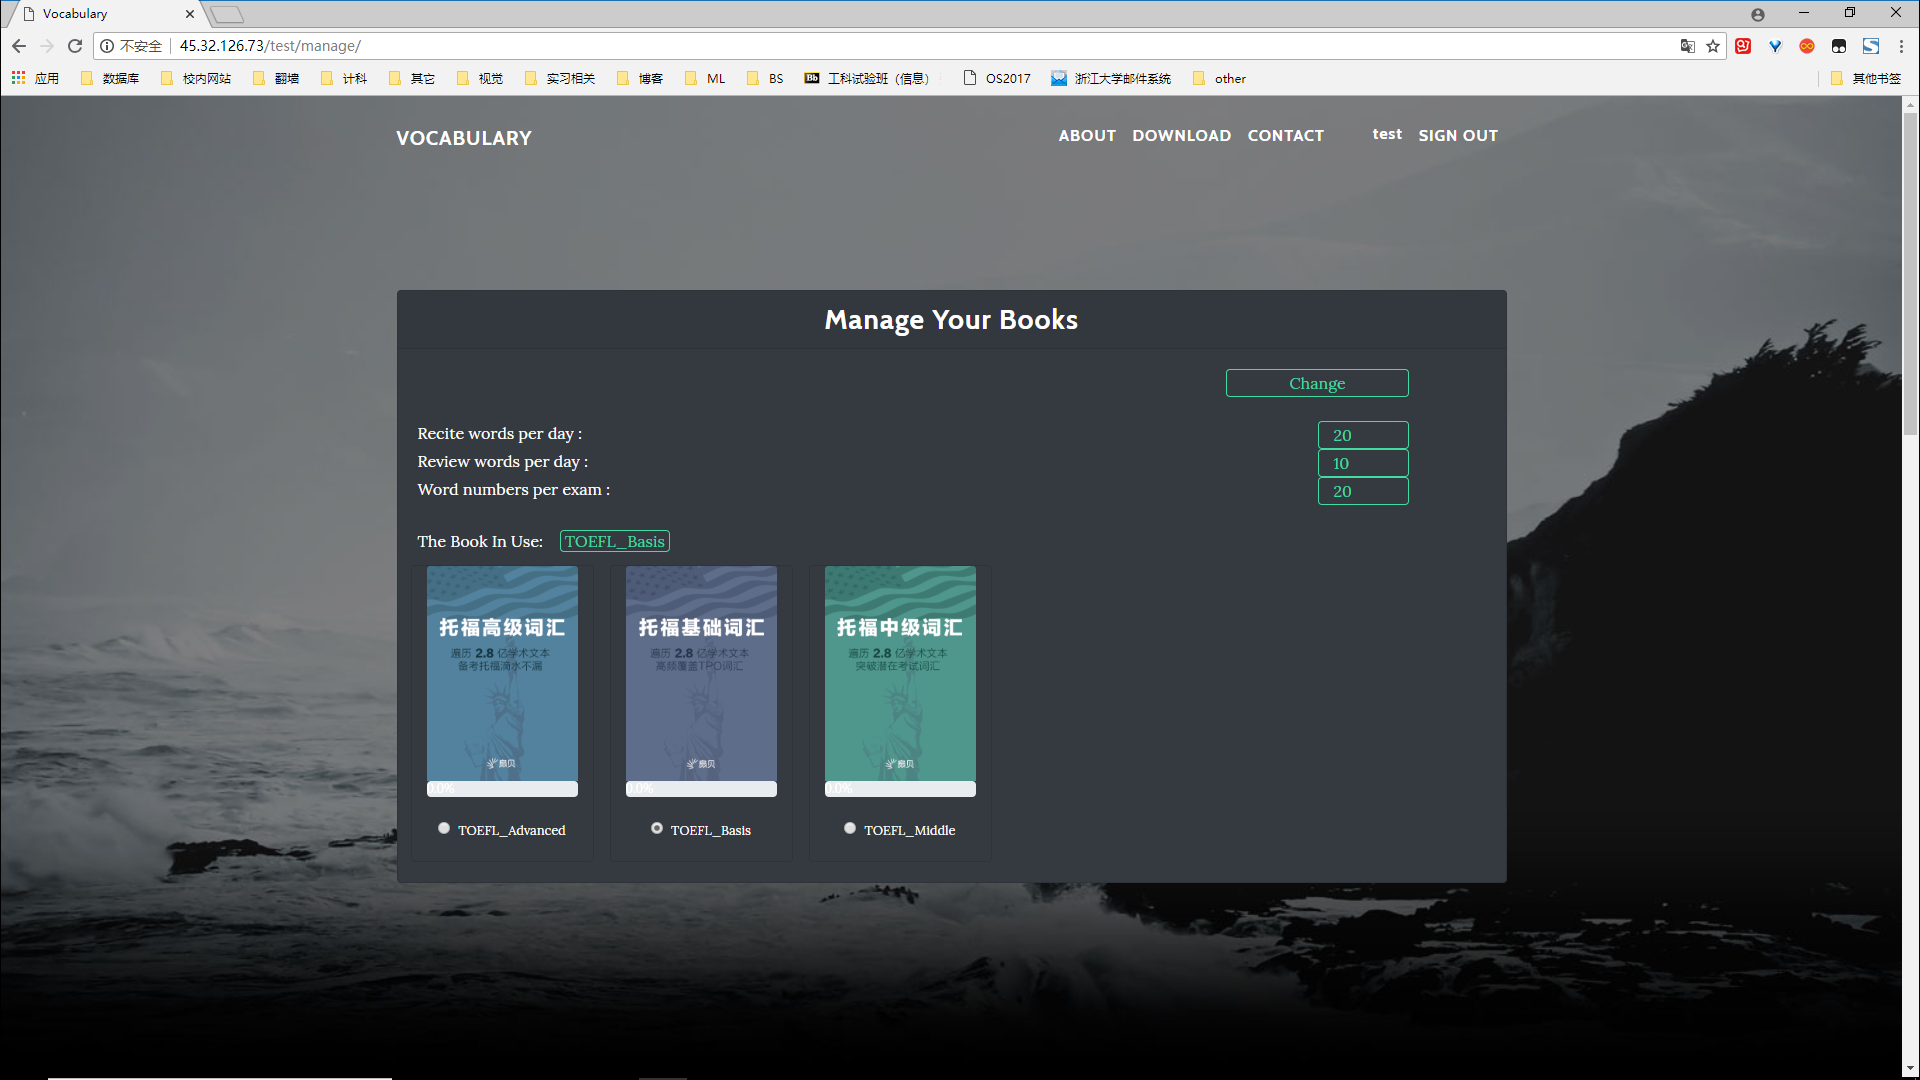 Vocabulary
不安全 45.32.126.73/test/manage/
应用 数据库 校内网站 翻墙 计科 其它 视觉 实习相关 博客 ML BS Bb 工科试验班（信息） OS2017 浙江大学邮件系统 other 其他书签
VOCABULARY ABOUT DOWNLOAD CONTACT test SIGN OUT
Manage Your Books
Change
Recite words per day : 20
Review words per day : 10
Word numbers per exam : 20
The Book In Use: TOEFL_Basis
托福高级词汇
遍历 2.8 亿学术文本
备考托福滴水不漏
扇贝
0.0%
TOEFL_Advanced
托福基础词汇
遍历 2.8 亿学术文本
高频覆盖TPO词汇
扇贝
0.0%
TOEFL_Basis
托福中级词汇
遍历 2.8 亿学术文本
突破潜在考试词汇
扇贝
0.0%
TOEFL_Middle